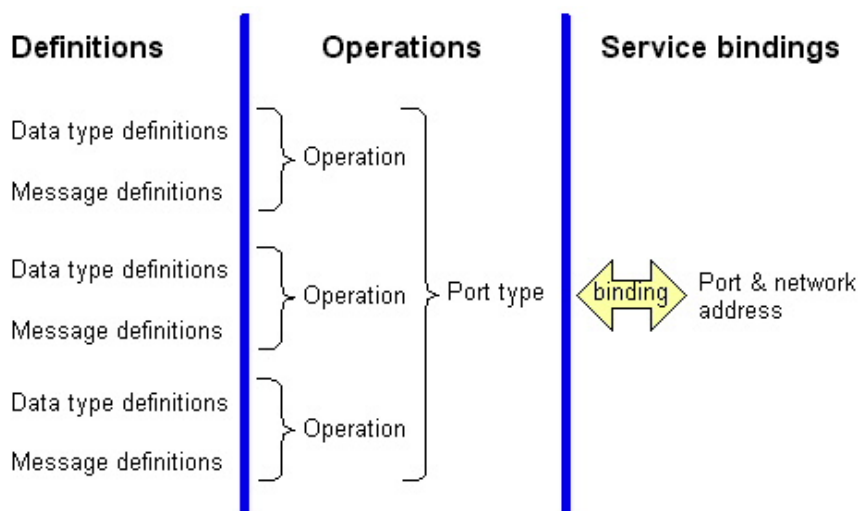 Definitions
Operations
Service bindings
Data type definitions
Message definitions
Operation
Data type definitions
Message definitions
Operation
Data type definitions
Message definitions
Operation
Port type
binding
Port & network
address